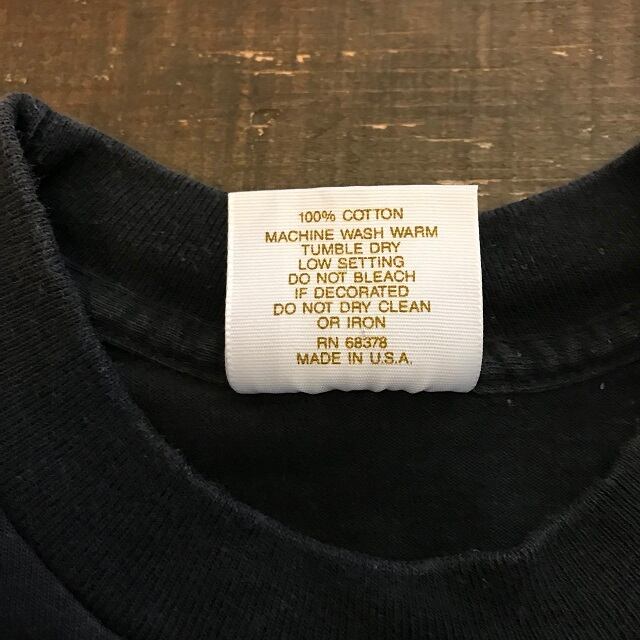 100% COTTON
MACHINE WASH WARM
TUMBLE DRY
LOW SETTING
DO NOT BLEACH
IF DECORATED
DO NOT DRY CLEAN
OR IRON
RN 68378
MADE IN U.S.A.